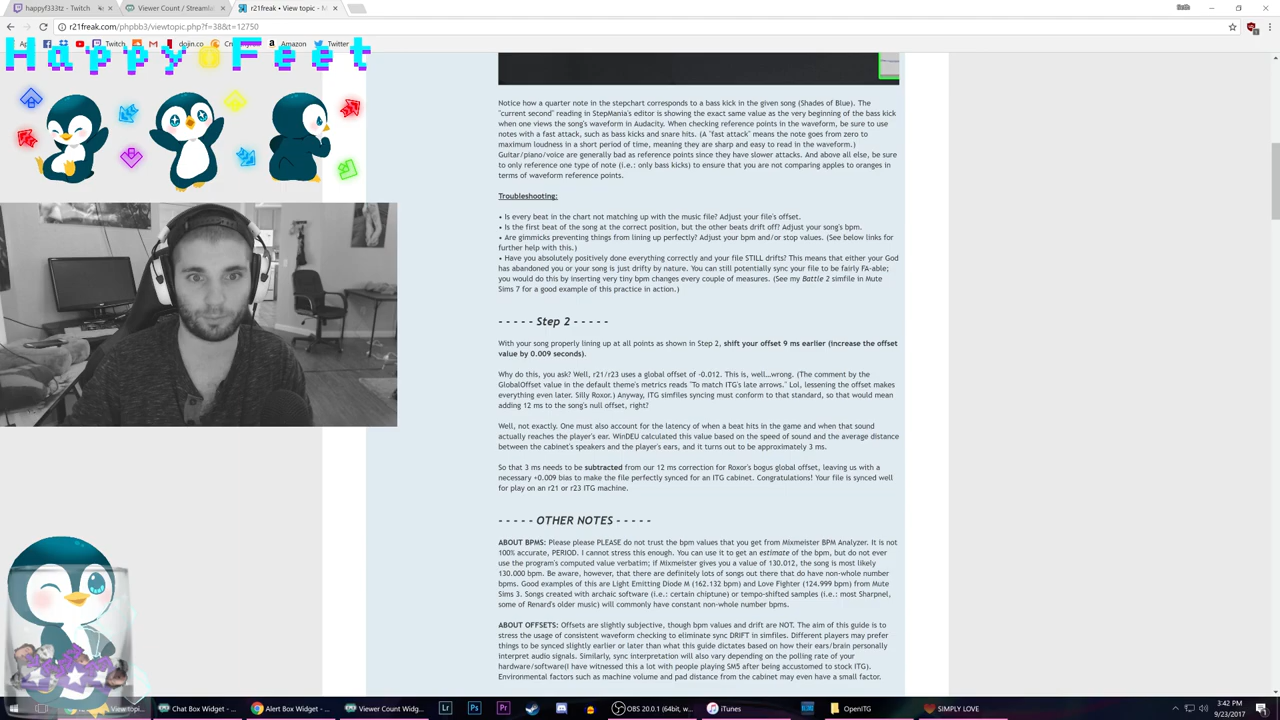 happyf333tz - Twitch
Viewer Count / Streamla
r21freak • View topic - M
r21freak.com/phpbb3/viewtopic.php?f=38&t=12750
Twitch
dojin.co
Amazon
Twitter
Happy Feet
Notice how a quarter note in the stepchart corresponds to a bass kick in the given song (Shades of Blue). The
"current second" reading in StepMania's editor is showing the exact same value as the very beginning of the bass kick
when one views the song's waveform in Audacity. When checking reference points in the waveform, be sure to use
notes with a fast attack, such as bass kicks and snare hits. (A "fast attack" means the note goes from zero to
maximum loudness in a short period of time, meaning they are sharp and easy to read in the waveform.)
Guitar/piano/voice are generally bad as reference points since they have slower attacks. And above all else, be sure
to only reference one type of note (i.e.: only bass kicks) to ensure that you are not comparing apples to oranges in
terms of waveform reference points.
Troubleshooting:
• Is every beat in the chart not matching up with the music file? Adjust your file's offset.
• Is the first beat of the song at the correct position, but the other beats drift off? Adjust your song's bpm.
• Are gimmicks preventing things from lining up perfectly? Adjust your bpm and/or stop values. (See below links for
further help with this.)
• Have you absolutely positively done everything correctly and your file STILL drifts? This means that either your God
has abandoned you or your song is just drifty by nature. You can still potentially sync your file to be fairly FA-able;
you would do this by inserting very tiny bpm changes every couple of measures. (See my Battle 2 simfile in Mute
Sims 7 for a good example of this practice in action.)
- - - - - Step 2 - - - - -
With your song properly lining up at all points as shown in Step 2, shift your offset 9 ms earlier (increase the offset
value by 0.009 seconds).
Why do this, you ask? Well, r21/r23 uses a global offset of -0.012. This is, well...wrong. (The comment by the
GlobalOffset value in the default theme's metrics reads "To match ITG's late arrows." Lol, lessening the offset makes
everything even later. Silly Roxor.) Anyway, ITG simfiles syncing must conform to that standard, so that would mean
adding 12 ms to the song's null offset, right?
Well, not exactly. One must also account for the latency of when a beat hits in the game and when that sound
actually reaches the player's ear. WinDEU calculated this value based on the speed of sound and the average distance
between the cabinet's speakers and the player's ears, and it turns out to be approximately 3 ms.
So that 3 ms needs to be subtracted from our 12 ms correction for Roxor's bogus global offset, leaving us with a
necessary +0.009 bias to make the file perfectly synced for an ITG cabinet. Congratulations! Your file is synced well
for play on an r21 or r23 ITG machine.
- - - - - OTHER NOTES - - - - -
ABOUT BPMS: Please please PLEASE do not trust the bpm values that you get from Mixmeister BPM Analyzer. It is not
100% accurate, PERIOD. I cannot stress this enough. You can use it to get an estimate of the bpm, but do not ever
use the program's computed value verbatim; if Mixmeister gives you a value of 130.012, the song is most likely
130.000 bpm. Be aware, however, that there are definitely lots of songs out there that do have non-whole number
bpms. Good examples of this are Light Emitting Diode M (162.132 bpm) and Love Fighter (124.999 bpm) from Mute
Sims 3. Songs created with archaic software (i.e.: certain chiptune) or tempo-shifted samples (i.e.: most Sharpnel,
some of Renard's older music) will commonly have constant non-whole number bpms.
ABOUT OFFSETS: Offsets are slightly subjective, though bpm values and drift are NOT. The aim of this guide is to
stress the usage of consistent waveform checking to eliminate sync DRIFT in simfiles. Different players may prefer
things to be synced slightly earlier or later than what this guide dictates based on how their ears/brain personally
interpret audio signals. Similarly, sync interpretation will also vary depending on the polling rate of your
hardware/software(I have witnessed this a lot with people playing SM5 after being accustomed to stock ITG).
Environmental factors such as machine volume and pad distance from the cabinet may even have a small factor.
View topi...
Chat Box Widget - ...
Alert Box Widget - ...
Viewer Count Widg...
OBS 20.0.1 (64bit, w...
iTunes
OpenITG
SIMPLY LOVE
3:42 PM
9/23/2017